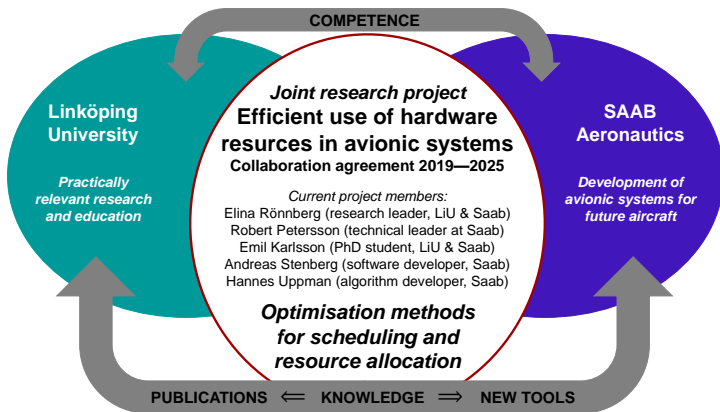 COMPETENCE
Linköping
University
Practically
relevant research
and education
Joint research project
Efficient use of hardware
resurces in avionic systems
Collaboration agreement 2019—2025
Current project members:
Elina Rönnberg (research leader, LiU & Saab)
Robert Petersson (technical leader at Saab)
Emil Karlsson (PhD student, LiU & Saab)
Andreas Stenberg (software developer, Saab)
Hannes Uppman (algorithm developer, Saab)
Optimisation methods
for scheduling and
resource allocation
SAAB
Aeronautics
Development of
avionic systems for
future aircraft
PUBLICATIONS ⇐ KNOWLEDGE ⇒ NEW TOOLS